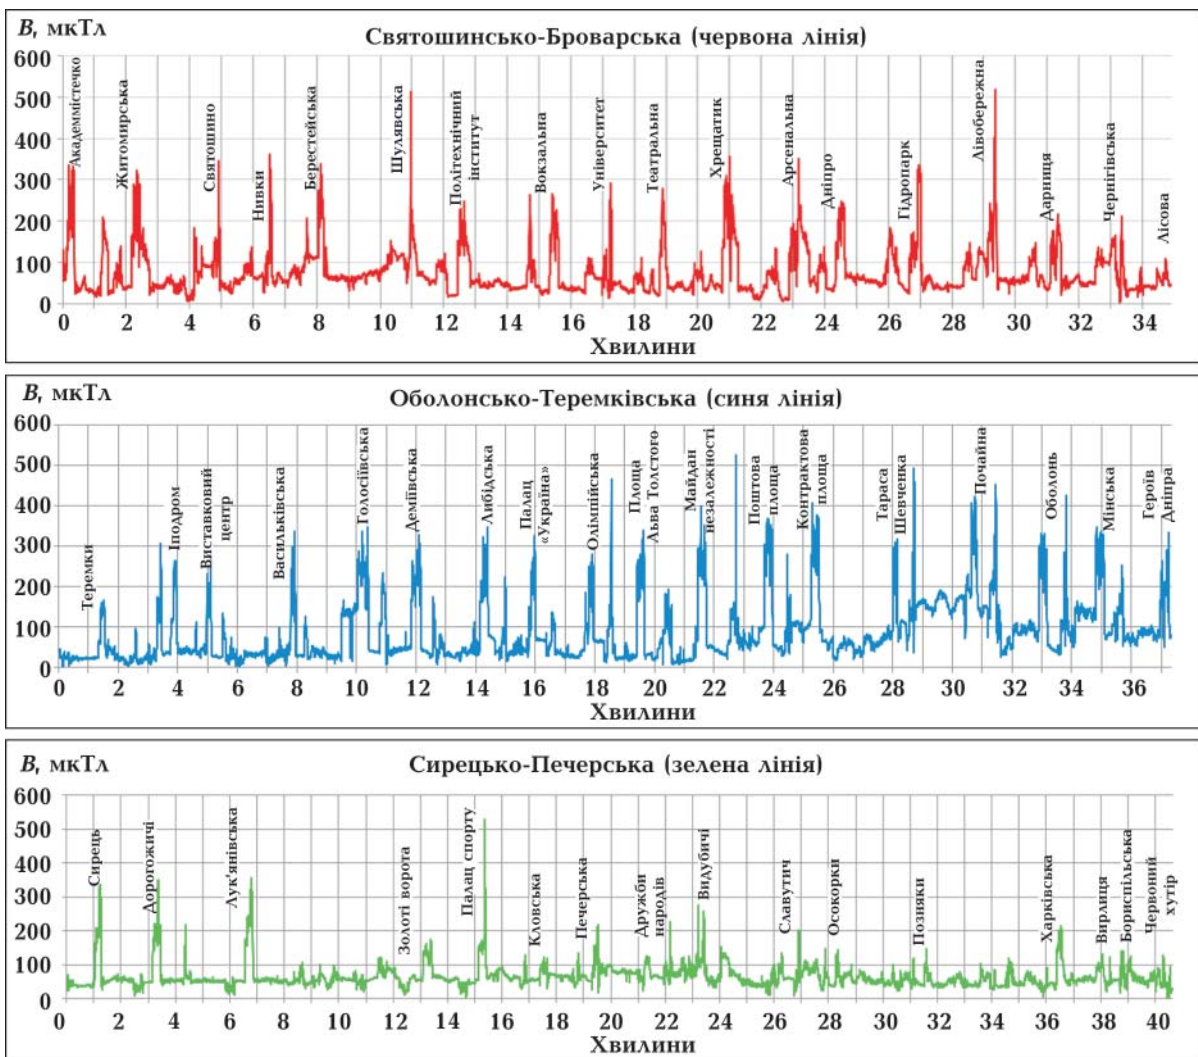 B, мкТл
Святошинсько-Броварська (червона лінія)
600
500
400
300
200
100
0
Академмістечко
Житомирська
Святошино
Нивки
Берестейська
Шулявська
Політехнічний
інститут
Вокзальна
Університет
Театральна
Хрещатик
Арсенальна
Дніпро
Гідропарк
Лівобережна
Дарниця
Чернігівська
Лісова
0 2 4 6 8 10 12 14 16 18 20 22 24 26 28 30 32 34
Хвилини
B, мкТл
Оболонсько-Теремківська (синя лінія)
600
500
400
300
200
100
0
Теремки
Іподром
Виставковий
центр
Васильківська
Голосіївська
Деміївська
Либідська
Палац
«Україна»
Олімпійська
Площа
Льва Толстого
Майдан
незалежності
Поштова
площа
Контрактова
площа
Тараса
Шевченка
Почайна
Оболонь
Мінська
Героїв
Дніпра
0 2 4 6 8 10 12 14 16 18 20 22 24 26 28 30 32 34 36
Хвилини
B, мкТл
Сирецько-Печерська (зелена лінія)
600
500
400
300
200
100
0
Сирець
Дорогожичі
Лук'янівська
Золоті ворота
Палац спорту
Кловська
Печерська
Дружби
народів
Видубичі
Славутич
Осокорки
Позняки
Харківська
Вирлиця
Бориспільська
Червоний
хутір
0 2 4 6 8 10 12 14 16 18 20 22 24 26 28 30 32 34 36 38 40
Хвилини